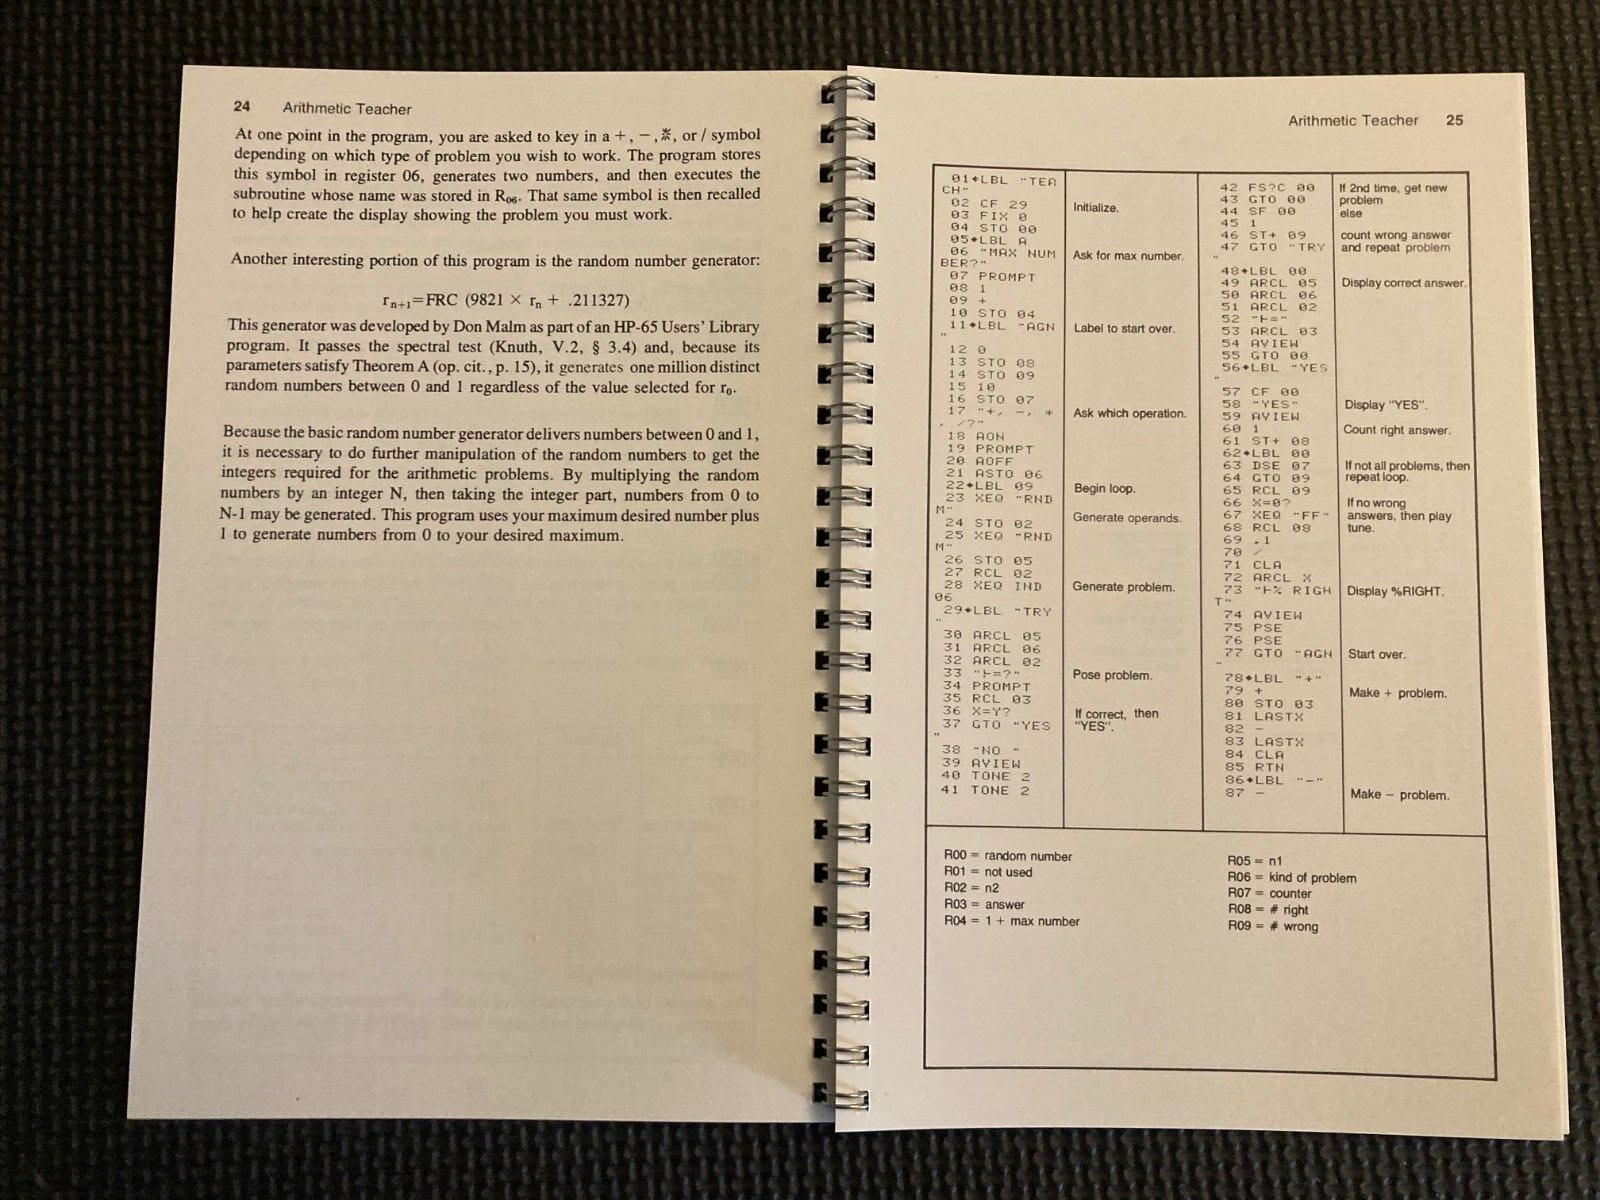 24 Arithmetic Teacher
At one point in the program, you are asked to key in a +, −, ※, or / symbol
depending on which type of problem you wish to work. The program stores
this symbol in register 06, generates two numbers, and then executes the
subroutine whose name was stored in R₀₆. That same symbol is then recalled
to help create the display showing the problem you must work.
Another interesting portion of this program is the random number generator:
rₙ₊₁=FRC (9821 × rₙ + .211327)
This generator was developed by Don Malm as part of an HP-65 Users' Library
program. It passes the spectral test (Knuth, V.2, § 3.4) and, because its
parameters satisfy Theorem A (op. cit., p. 15), it generates one million distinct
random numbers between 0 and 1 regardless of the value selected for r₀.
Because the basic random number generator delivers numbers between 0 and 1,
it is necessary to do further manipulation of the random numbers to get the
integers required for the arithmetic problems. By multiplying the random
numbers by an integer N, then taking the integer part, numbers from 0 to
N-1 may be generated. This program uses your maximum desired number plus
1 to generate numbers from 0 to your desired maximum.
Arithmetic Teacher 25
01♦LBL "TEA
CH"
02 CF 29
03 FIX 0
04 STO 00
05♦LBL A
06 "MAX NUM
BER?"
07 PROMPT
08 1
09 +
10 STO 04
11♦LBL "AGN
"
12 0
13 STO 08
14 STO 09
15 10
16 STO 07
17 "+, -, *
, /?"
18 AON
19 PROMPT
20 AOFF
21 ASTO 06
22♦LBL 09
23 XEQ "RND
M"
24 STO 02
25 XEQ "RND
M"
26 STO 05
27 RCL 02
28 XEQ IND
06
29♦LBL "TRY
"
30 ARCL 05
31 ARCL 06
32 ARCL 02
33 "⊢=?"
34 PROMPT
35 RCL 03
36 X=Y?
37 GTO "YES
"
38 "NO "
39 AVIEW
40 TONE 2
41 TONE 2
Initialize.
Ask for max number.
Label to start over.
Ask which operation.
Begin loop.
Generate operands.
Generate problem.
Pose problem.
If correct, then
"YES".
42 FS?C 00
43 GTO 00
44 SF 00
45 1
46 ST+ 09
47 GTO "TRY
"
48♦LBL 00
49 ARCL 05
50 ARCL 06
51 ARCL 02
52 "⊢="
53 ARCL 03
54 AVIEW
55 GTO 00
56♦LBL "YES
"
57 CF 00
58 "YES"
59 AVIEW
60 1
61 ST+ 08
62♦LBL 00
63 DSE 07
64 GTO 09
65 RCL 09
66 X=0?
67 XEQ "FF"
68 RCL 08
69 .1
70 /
71 CLA
72 ARCL X
73 "⊢% RIGH
T"
74 AVIEW
75 PSE
76 PSE
77 GTO "AGN
"
78♦LBL "+"
79 +
80 STO 03
81 LASTX
82 -
83 LASTX
84 CLA
85 RTN
86♦LBL "-"
87 -
If 2nd time, get new
problem
else
count wrong answer
and repeat problem
Display correct answer.
Display "YES".
Count right answer.
If not all problems, then
repeat loop.
If no wrong
answers, then play
tune.
Display %RIGHT.
Start over.
Make + problem.
Make − problem.
R00 = random number
R01 = not used
R02 = n2
R03 = answer
R04 = 1 + max number
R05 = n1
R06 = kind of problem
R07 = counter
R08 = # right
R09 = # wrong